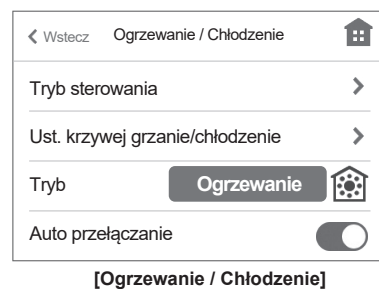 Wstecz Ogrzewanie / Chłodzenie
Tryb sterowania
Ust. krzywej grzanie/chłodzenie
Tryb Ogrzewanie
Auto przełączanie
[Ogrzewanie / Chłodzenie]